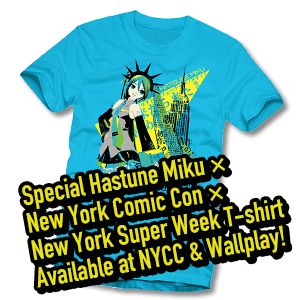 Special Hastune Miku ×
New York Comic Con ×
New York Super Week T-shirt
Available at NYCC & Wallplay!